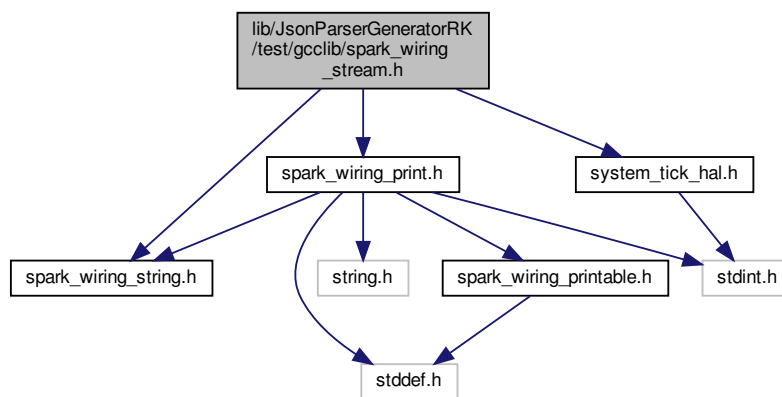 lib/JsonParserGeneratorRK
/test/gcclib/spark_wiring
_stream.h
spark_wiring_print.h
system_tick_hal.h
spark_wiring_string.h
string.h
spark_wiring_printable.h
stdint.h
stddef.h